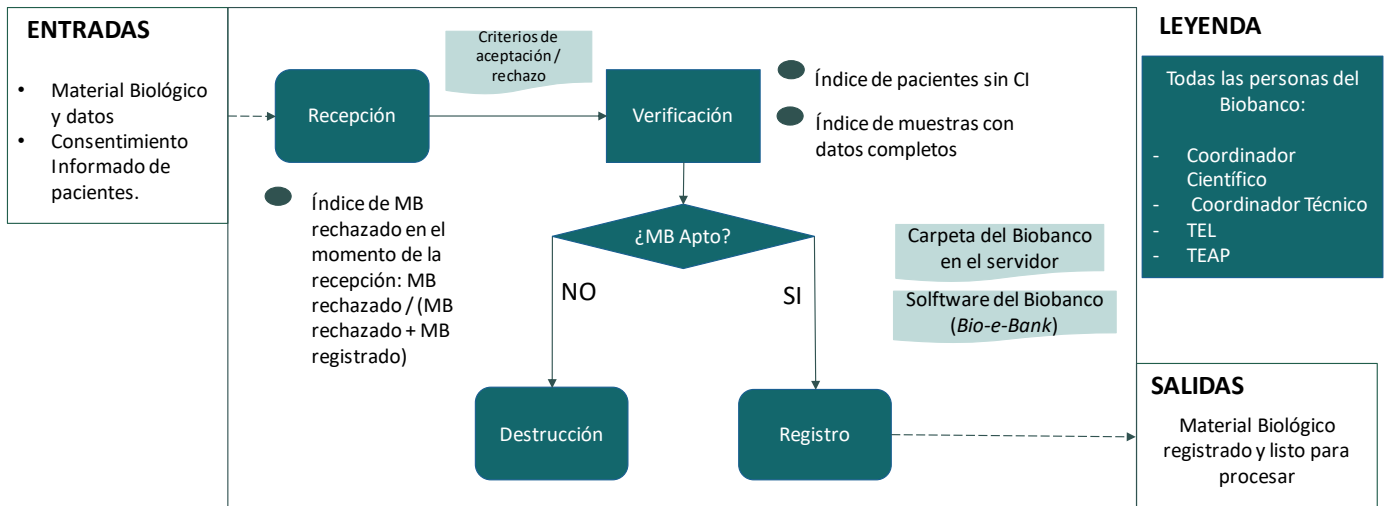 ENTRADAS
• Material Biológico
y datos
• Consentimiento
Informado de
pacientes.
Recepción
Criterios de
aceptación /
rechazo
Verificación
Índice de pacientes sin CI
Índice de muestras con
datos completos
Índice de MB
rechazado en el
momento de la
recepción: MB
rechazado / (MB
rechazado + MB
registrado)
¿MB Apto?
NO
SI
Carpeta del Biobanco
en el servidor
Solftware del Biobanco
(Bio-e-Bank)
Destrucción
Registro
LEYENDA
Todas las personas del
Biobanco:
- Coordinador
Científico
- Coordinador Técnico
- TEL
- TEAP
SALIDAS
Material Biológico
registrado y listo para
procesar